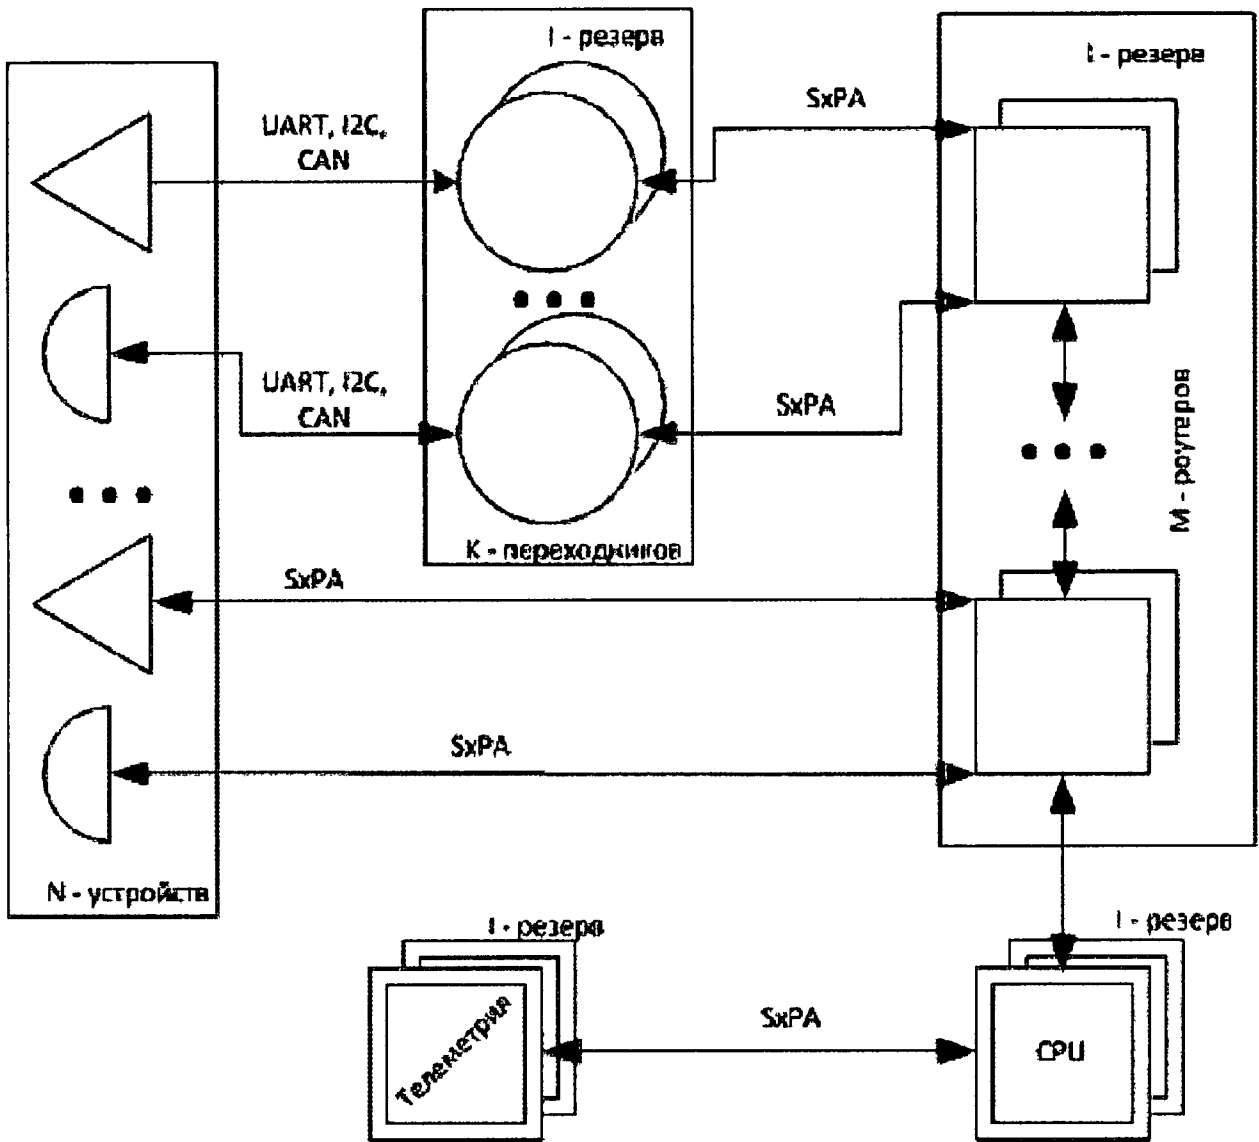 I - резерв
I - резерв
SxPA
UART, I2C,
CAN
UART, I2C,
CAN
SxPA
M - роутеров
K - переходников
SxPA
SxPA
N - устройств
I - резерв
I - резерв
Телеметрия
SxPA
CPU